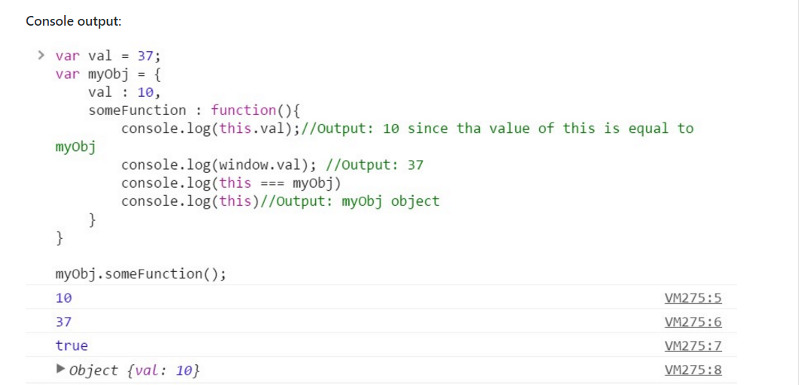 Console output:
> var val = 37;
var myObj = {
val : 10,
someFunction : function(){
console.log(this.val);//Output: 10 since tha value of this is equal to
myObj
console.log(window.val); //Output: 37
console.log(this === myObj)
console.log(this)//Output: myObj object
}
}
myObj.someFunction();
10 VM275:5
37 VM275:6
true VM275:7
▶ Object {val: 10} VM275:8